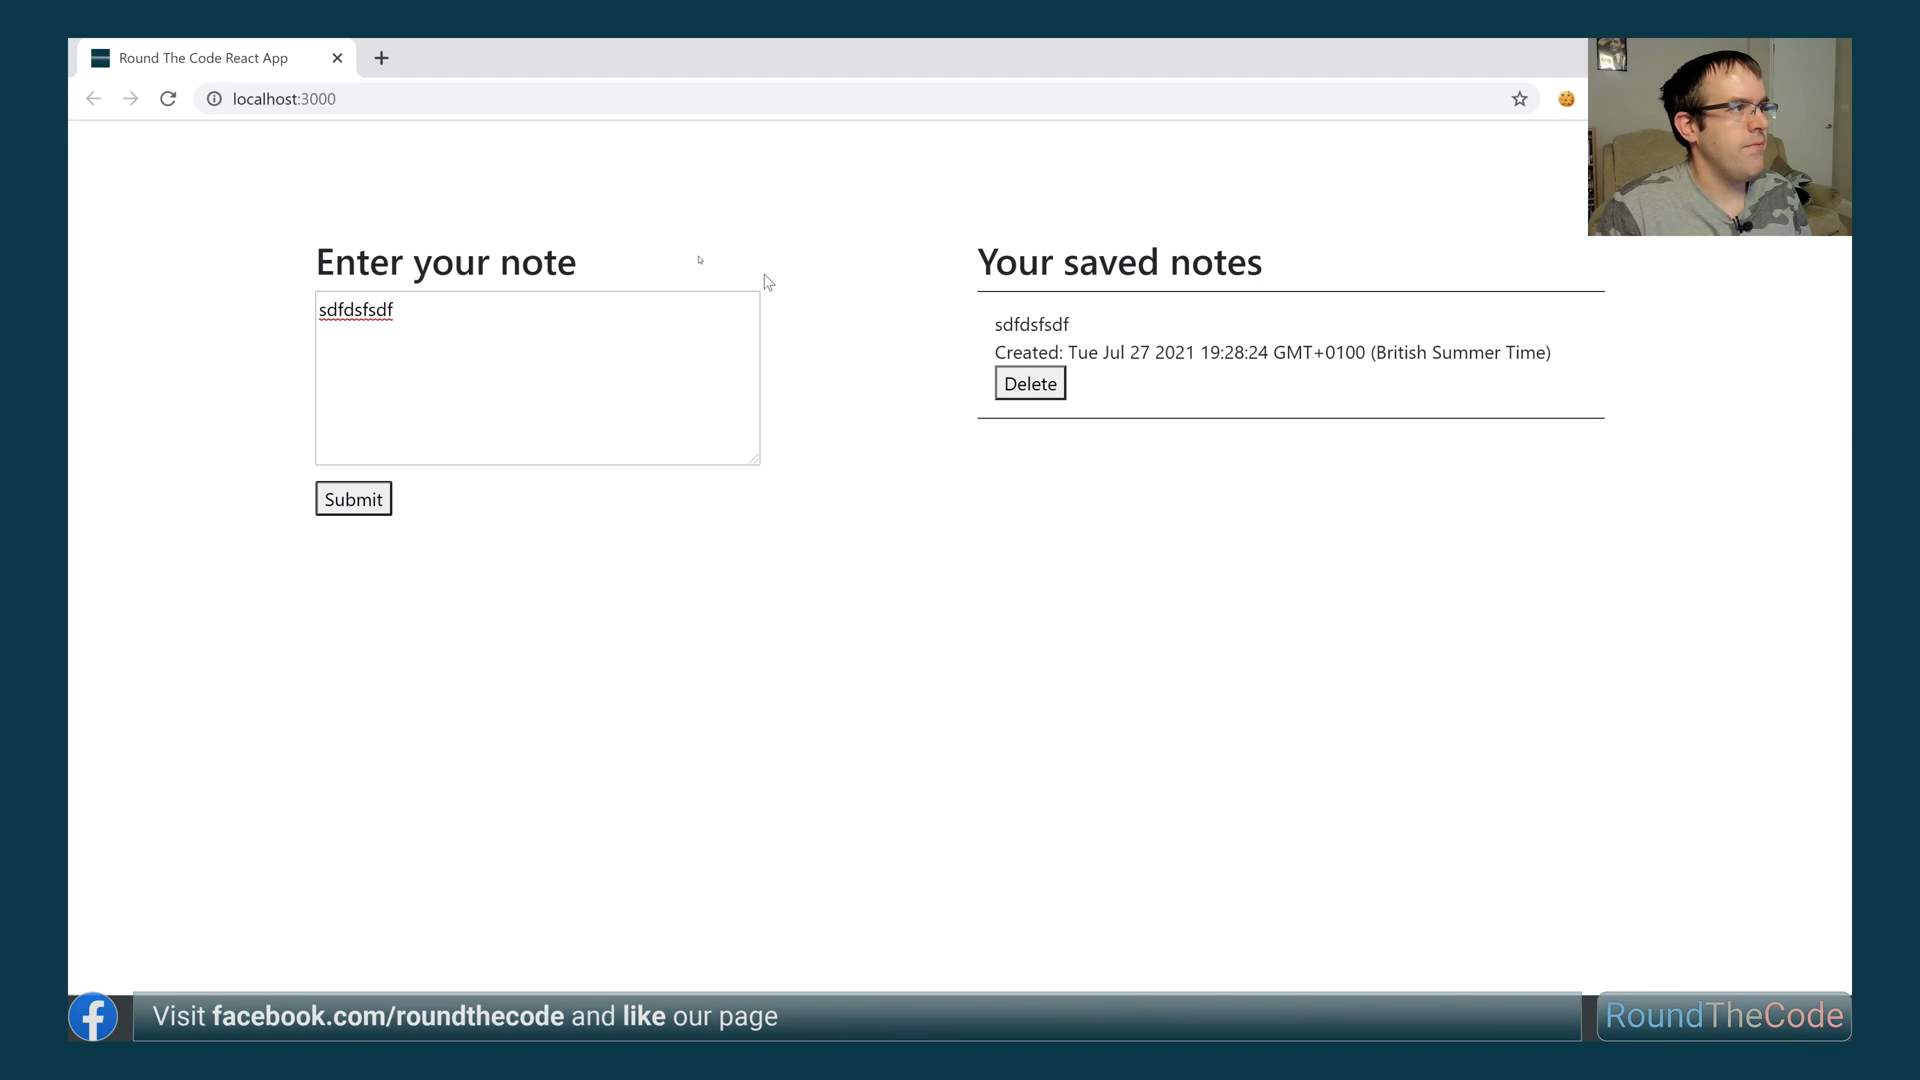 Round The Code React App
localhost:3000
Enter your note
sdfdsfsdf
Submit
Your saved notes
sdfdsfsdf
Created: Tue Jul 27 2021 19:28:24 GMT+0100 (British Summer Time)
Delete
Visit facebook.com/roundthecode and like our page
RoundTheCode